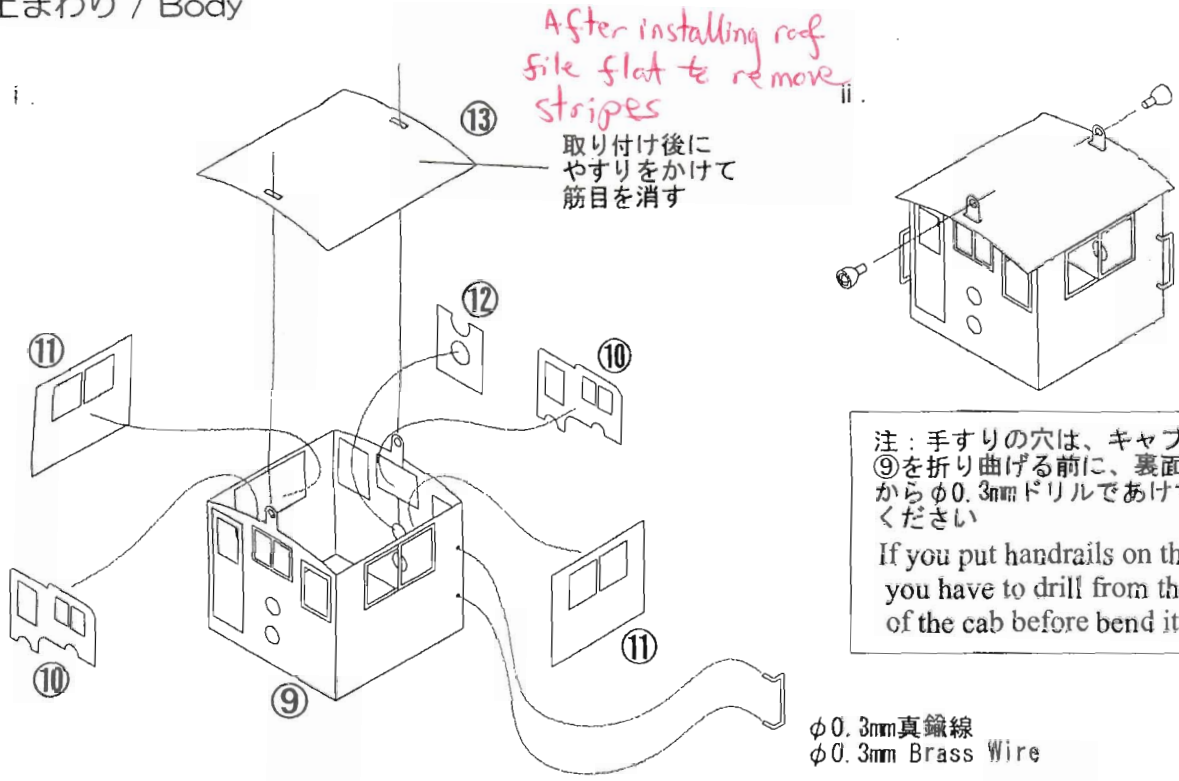 上まわり / Body
After installing roof
file flat to remove
stripes
i.
ii.
⑬
取り付け後に
やすりをかけて
筋目を消す
⑫
⑪
⑩
⑩
⑨
⑪
注：手すりの穴は、キャブ
⑨を折り曲げる前に、裏面
からφ0.3mmドリルであけて
ください
If you put handrails on th
you have to drill from th
of the cab before bend it
φ0.3mm真鍮線
φ0.3mm Brass Wire